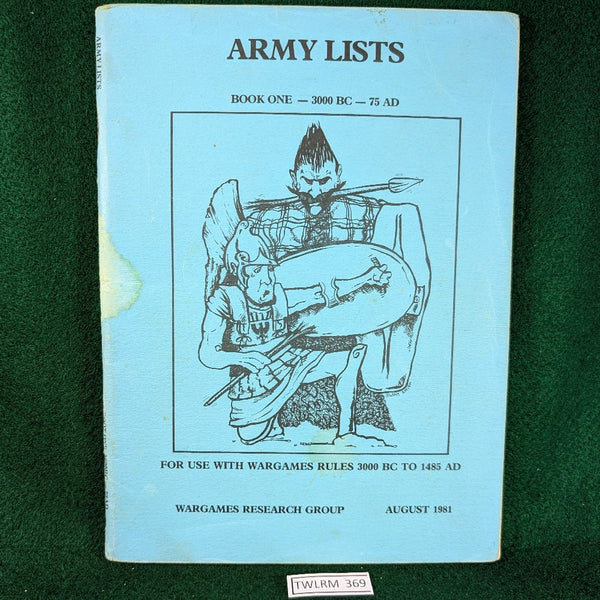 ARMY LISTS
ARMY LISTS
BOOK ONE — 3000 BC — 75 AD
FOR USE WITH WARGAMES RULES 3000 BC TO 1485 AD
WARGAMES RESEARCH GROUP AUGUST 1981
TWLRM 369